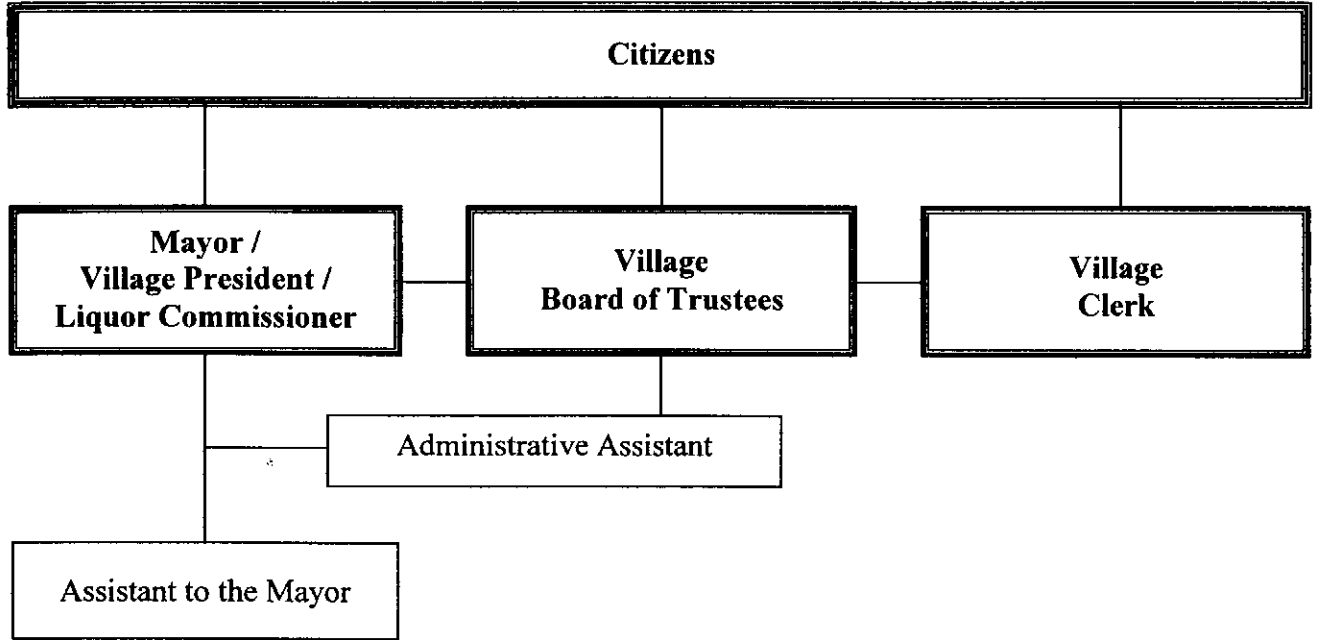 Citizens
Mayor /
Village President /
Liquor Commissioner
Village
Board of Trustees
Village
Clerk
Administrative Assistant
Assistant to the Mayor